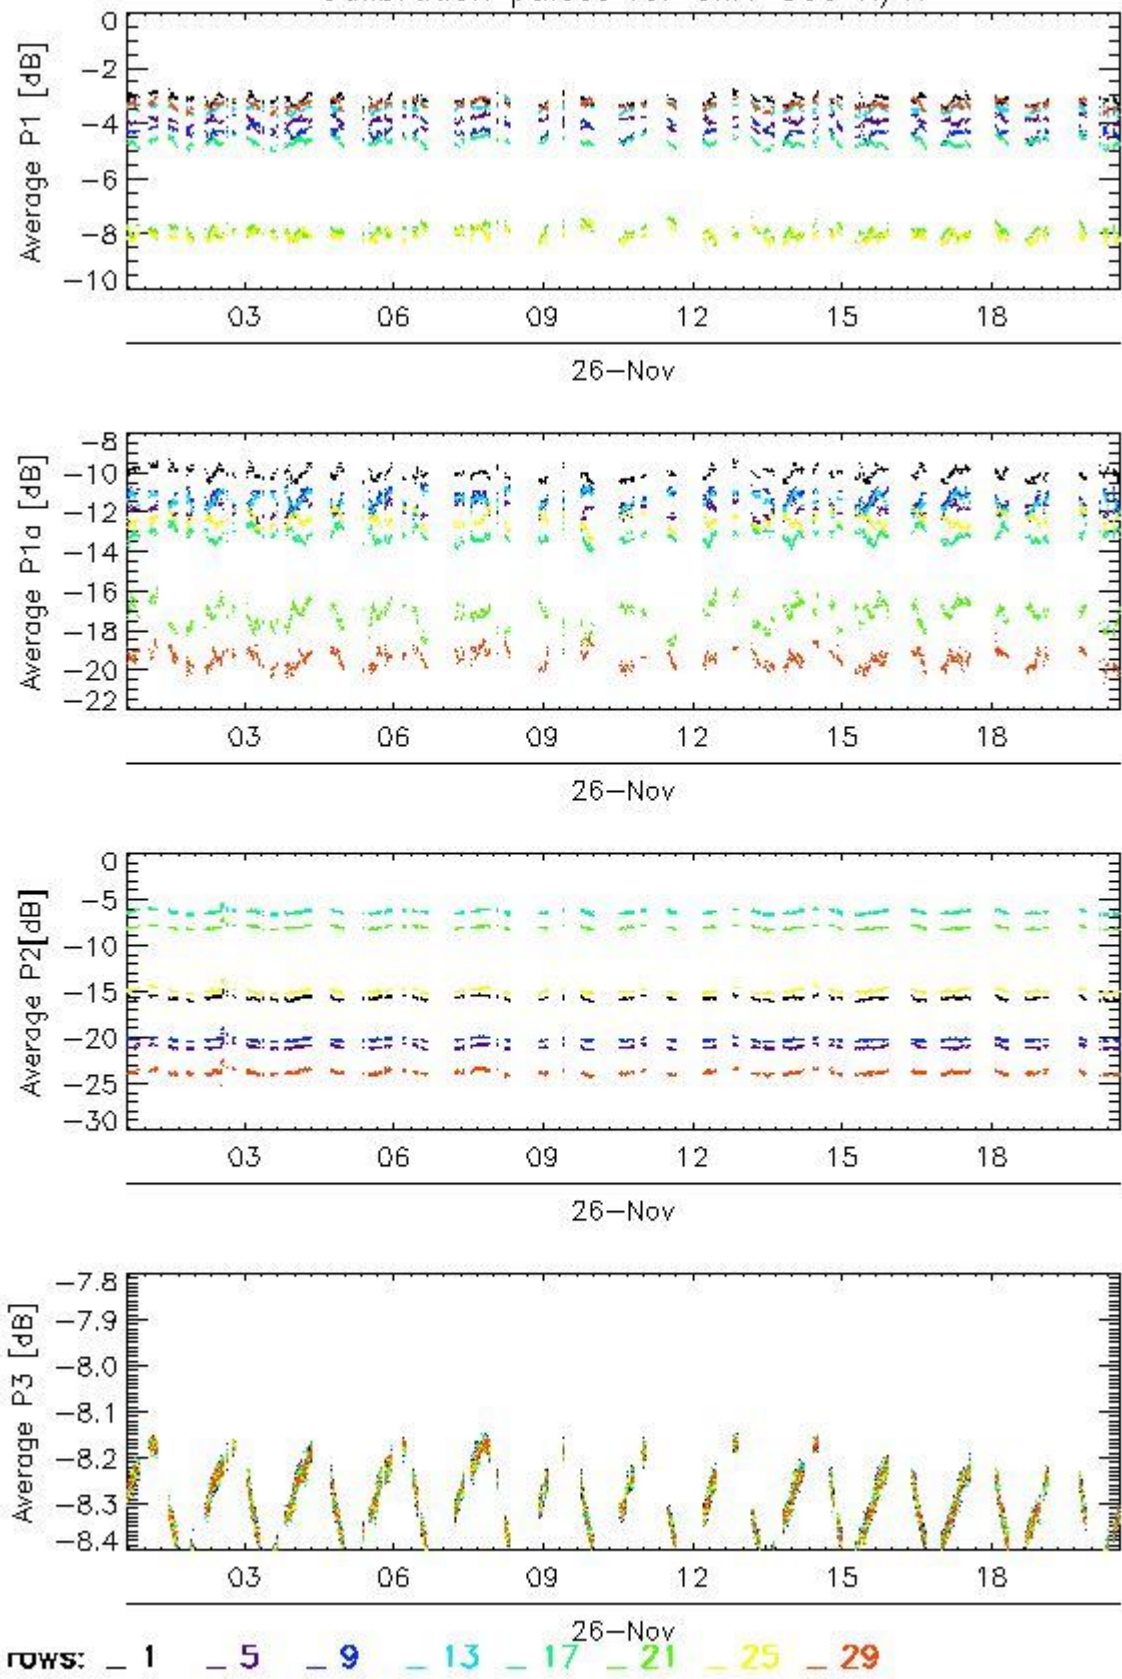 0
−2
−4
−6
−8
−10
Average P1 [dB]
03 06 09 12 15 18
26−Nov
−8
−10
−12
−14
−16
−18
−20
−22
Average P1a [dB]
03 06 09 12 15 18
26−Nov
0
−5
−10
−15
−20
−25
−30
Average P2[dB]
03 06 09 12 15 18
26−Nov
−7.8
−7.9
−8.0
−8.1
−8.2
−8.3
−8.4
Average P3 [dB]
03 06 09 12 15 18
26−Nov
rows: _ 1 _ 5 _ 9 _ 13 _ 17 _ 21 _ 25 _ 29